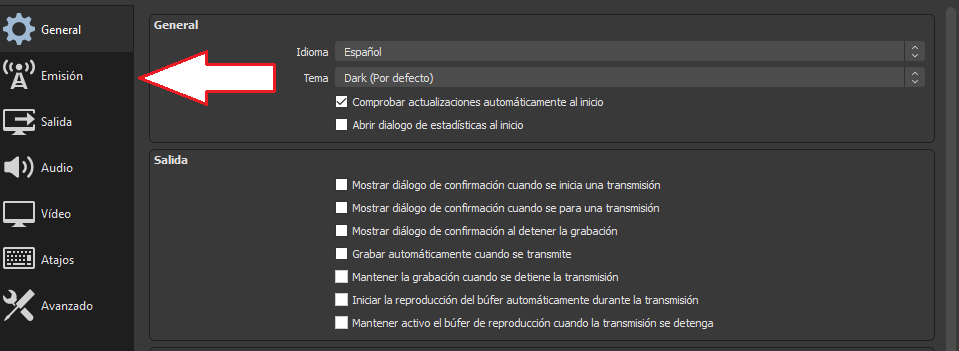 General
Emisión
Salida
Audio
Vídeo
Atajos
Avanzado
General
Idioma Español
Tema Dark (Por defecto)
Comprobar actualizaciones automáticamente al inicio
Abrir dialogo de estadísticas al inicio
Salida
Mostrar diálogo de confirmación cuando se inicia una transmisión
Mostrar diálogo de confirmación cuando se para una transmisión
Mostrar diálogo de confirmación al detener la grabación
Grabar automáticamente cuando se transmite
Mantener la grabación cuando se detiene la transmisión
Iniciar la reproducción del búfer automáticamente durante la transmisión
Mantener activo el búfer de reproducción cuando la transmisión se detenga